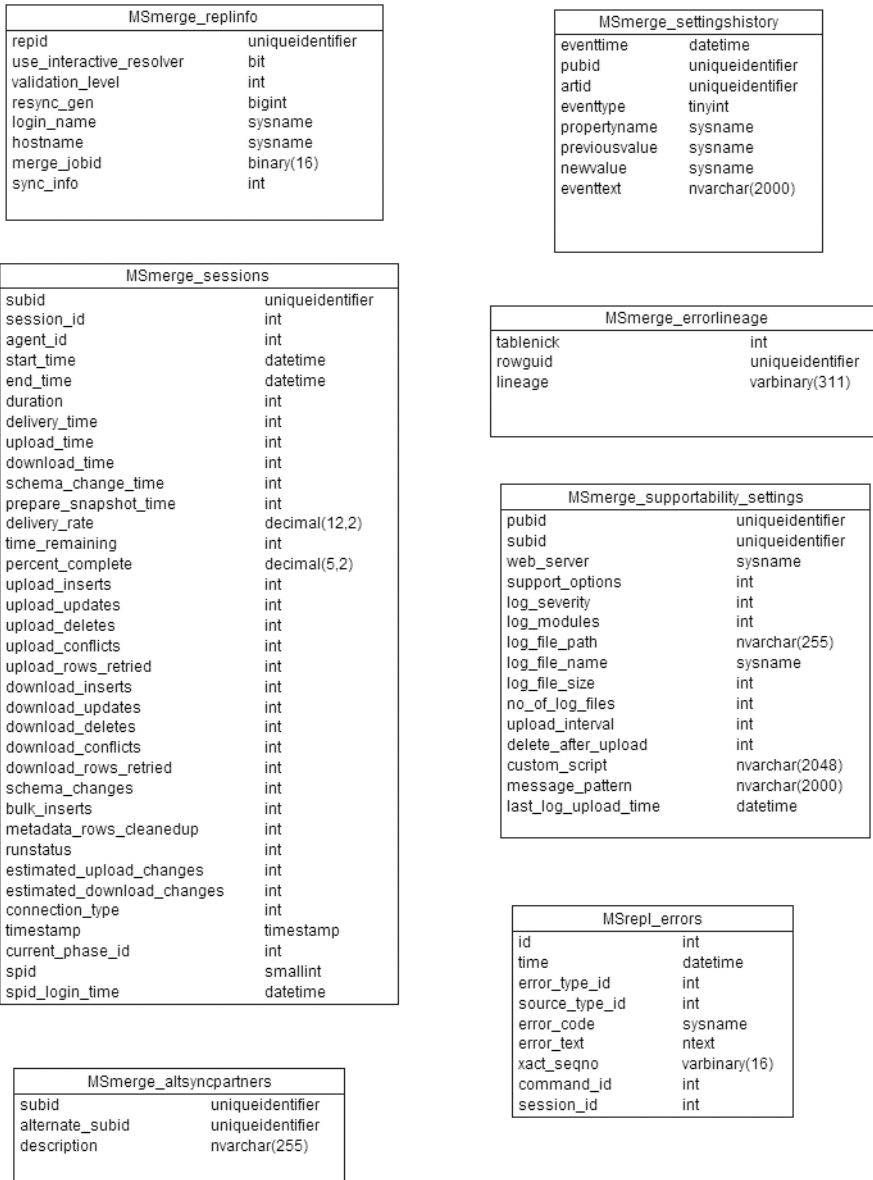 MSmerge_replinfo
repid uniqueidentifier
use_interactive_resolver bit
validation_level int
resync_gen bigint
login_name sysname
hostname sysname
merge_jobid binary(16)
sync_info int
MSmerge_settingshistory
eventtime datetime
pubid uniqueidentifier
artid uniqueidentifier
eventtype tinyint
propertyname sysname
previousvalue sysname
newvalue sysname
eventtext nvarchar(2000)
MSmerge_sessions
subid uniqueidentifier
session_id int
agent_id int
start_time datetime
end_time datetime
duration int
delivery_time int
upload_time int
download_time int
schema_change_time int
prepare_snapshot_time int
delivery_rate decimal(12,2)
time_remaining int
percent_complete decimal(5,2)
upload_inserts int
upload_updates int
upload_deletes int
upload_conflicts int
upload_rows_retried int
download_inserts int
download_updates int
download_deletes int
download_conflicts int
download_rows_retried int
schema_changes int
bulk_inserts int
metadata_rows_cleanedup int
runstatus int
estimated_upload_changes int
estimated_download_changes int
connection_type int
timestamp timestamp
current_phase_id int
spid smallint
spid_login_time datetime
MSmerge_errorlineage
tablenick int
rowguid uniqueidentifier
lineage varbinary(311)
MSmerge_supportability_settings
pubid uniqueidentifier
subid uniqueidentifier
web_server sysname
support_options int
log_severity int
log_modules int
log_file_path nvarchar(255)
log_file_name sysname
log_file_size int
no_of_log_files int
upload_interval int
delete_after_upload int
custom_script nvarchar(2048)
message_pattern nvarchar(2000)
last_log_upload_time datetime
MSrepl_errors
id int
time datetime
error_type_id int
source_type_id int
error_code sysname
error_text ntext
xact_seqno varbinary(16)
command_id int
session_id int
MSmerge_altsyncpartners
subid uniqueidentifier
alternate_subid uniqueidentifier
description nvarchar(255)